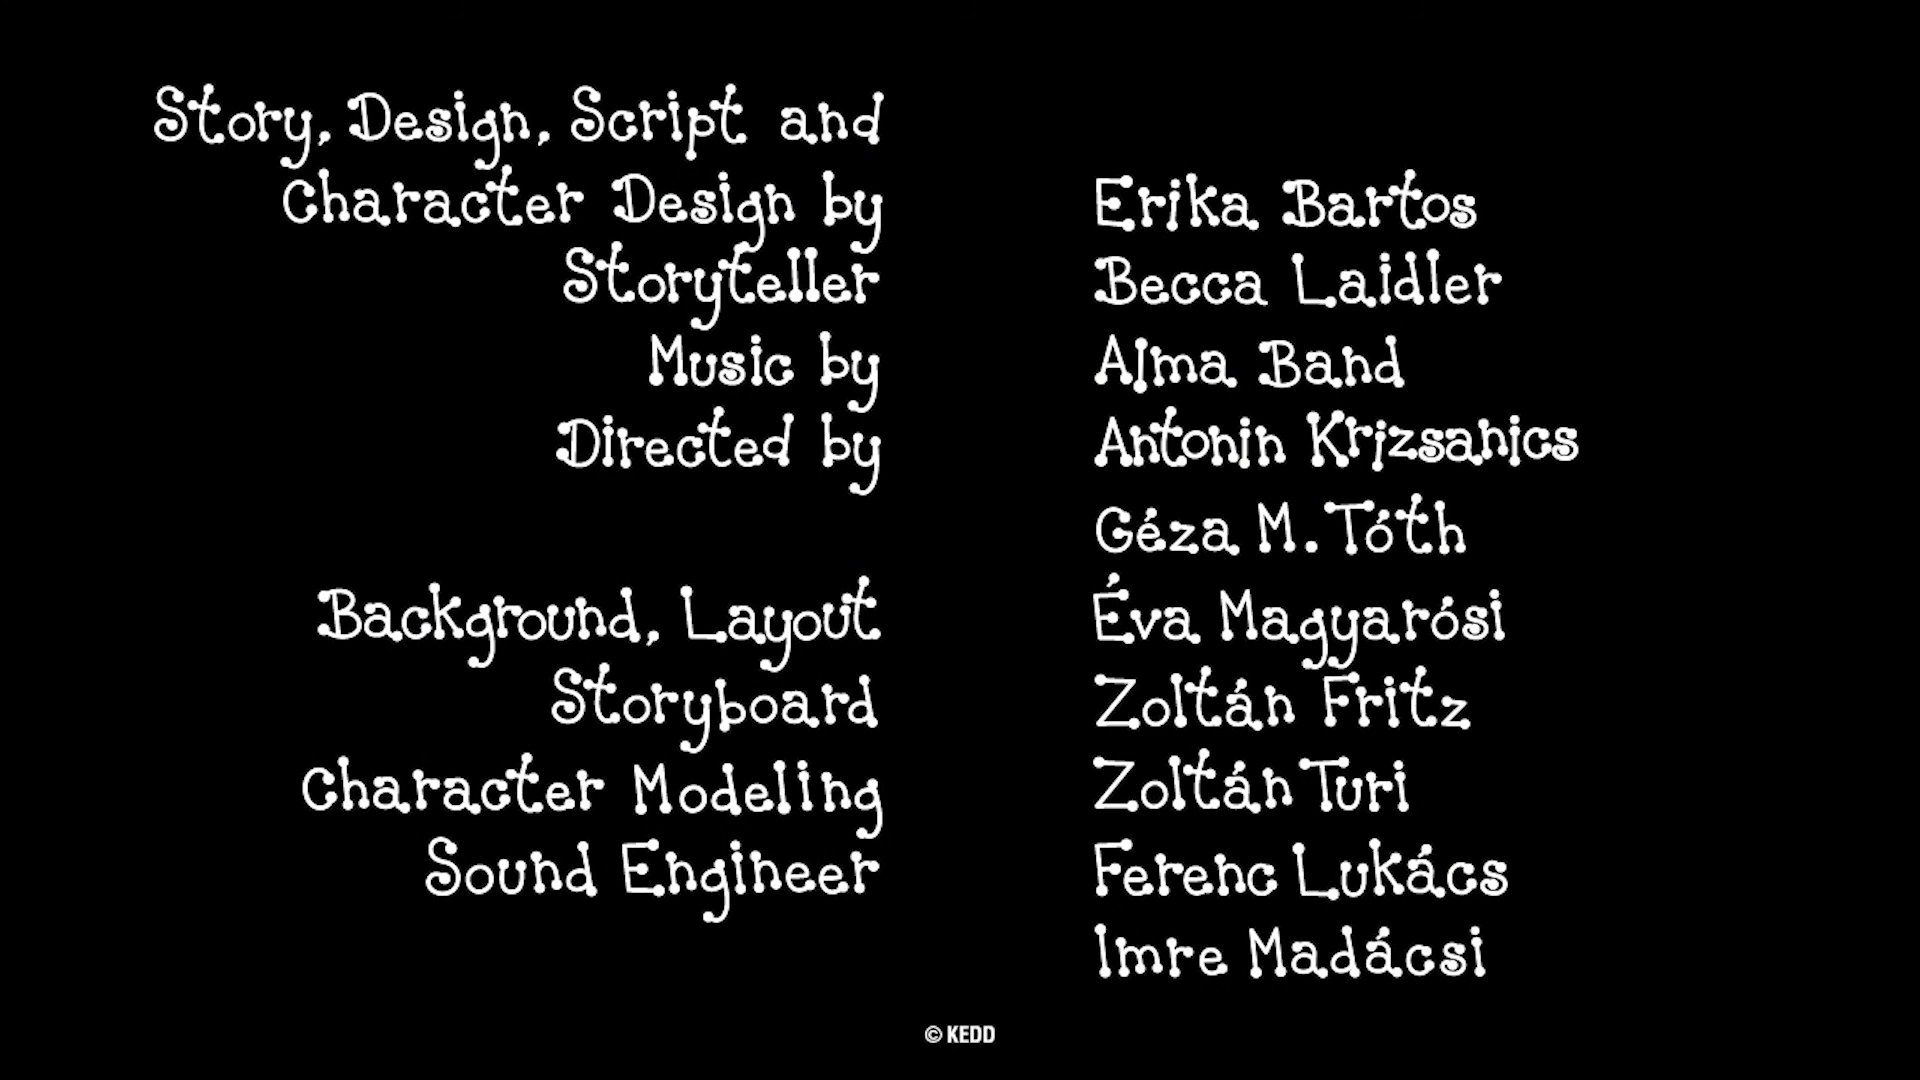 Story, Design, Script and
Character Design by Erika Bartos
Storyteller Becca Laidler
Music by Alma Band
Directed by Antonin Krizsanics
Géza M. Tóth
Background, Layout Éva Magyarósi
Storyboard Zoltán Fritz
Character Modeling Zoltán Turi
Sound Engineer Ferenc Lukács
Imre Madácsi
© KEDD